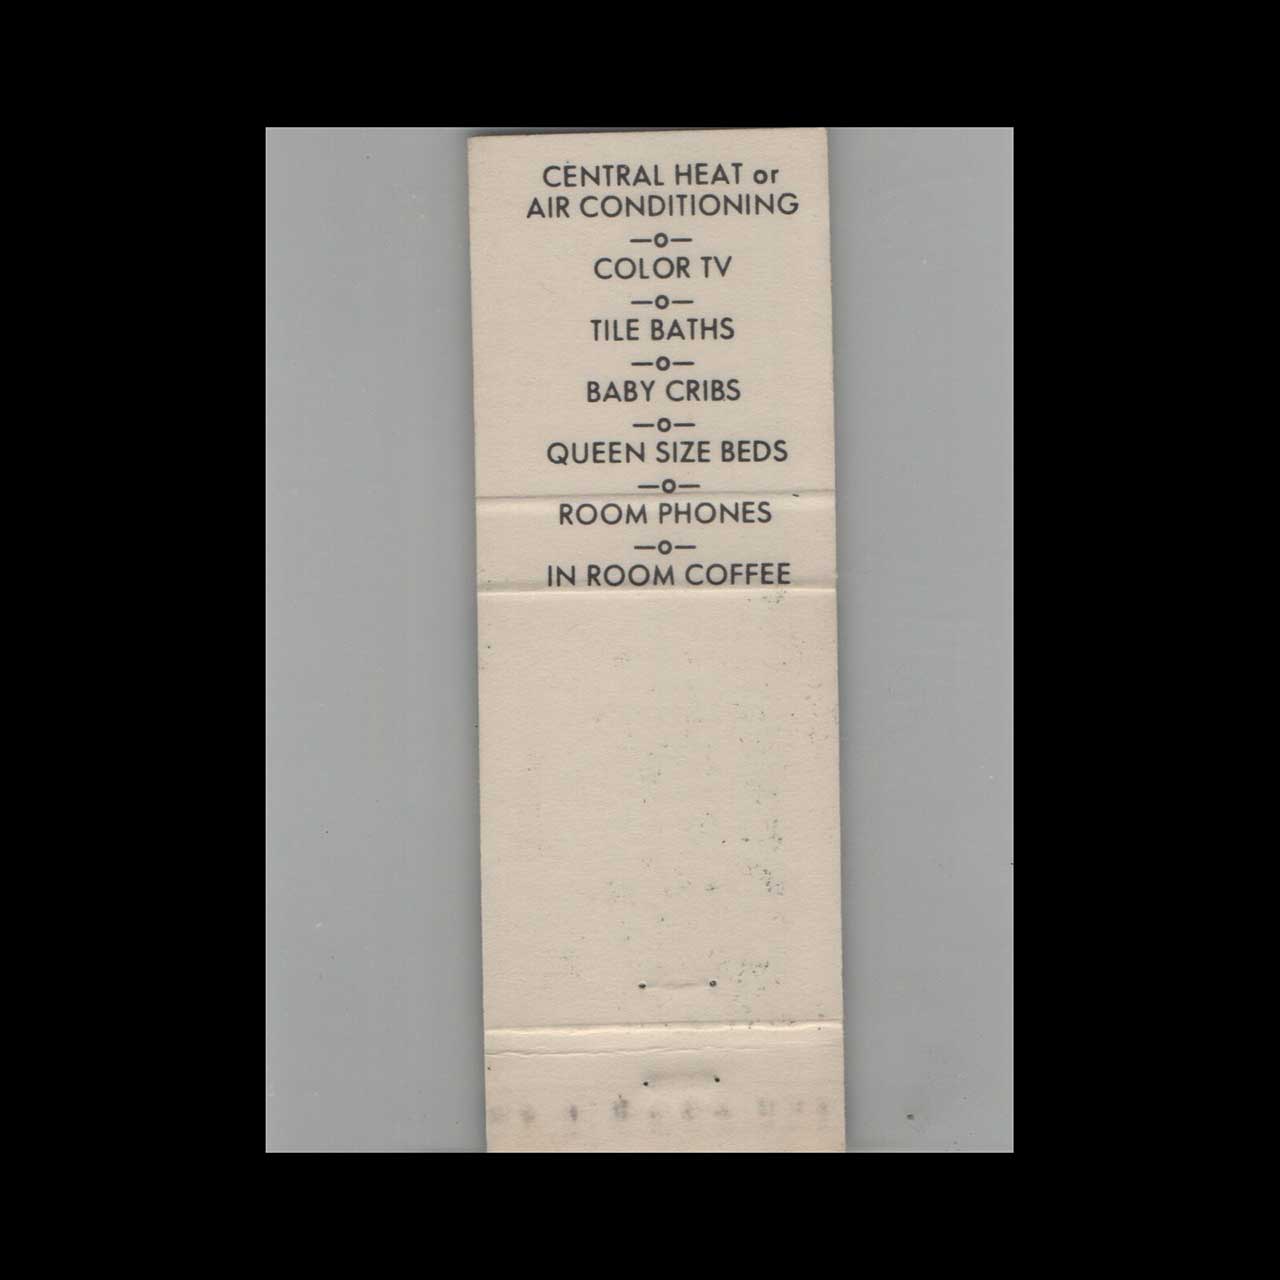 CENTRAL HEAT or
AIR CONDITIONING
—o—
COLOR TV
—o—
TILE BATHS
—o—
BABY CRIBS
—o—
QUEEN SIZE BEDS
—o—
ROOM PHONES
—o—
IN ROOM COFFEE